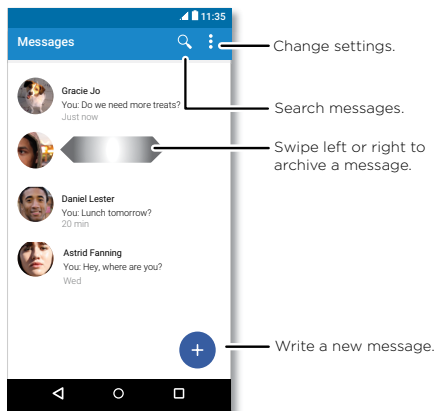 11:35
Messages
Change settings.
Gracie Jo
You: Do we need more treats?
Just now
Search messages.
Swipe left or right to
archive a message.
Daniel Lester
You: Lunch tomorrow?
20 min
Astrid Fanning
You: Hey, where are you?
Wed
+
Write a new message.